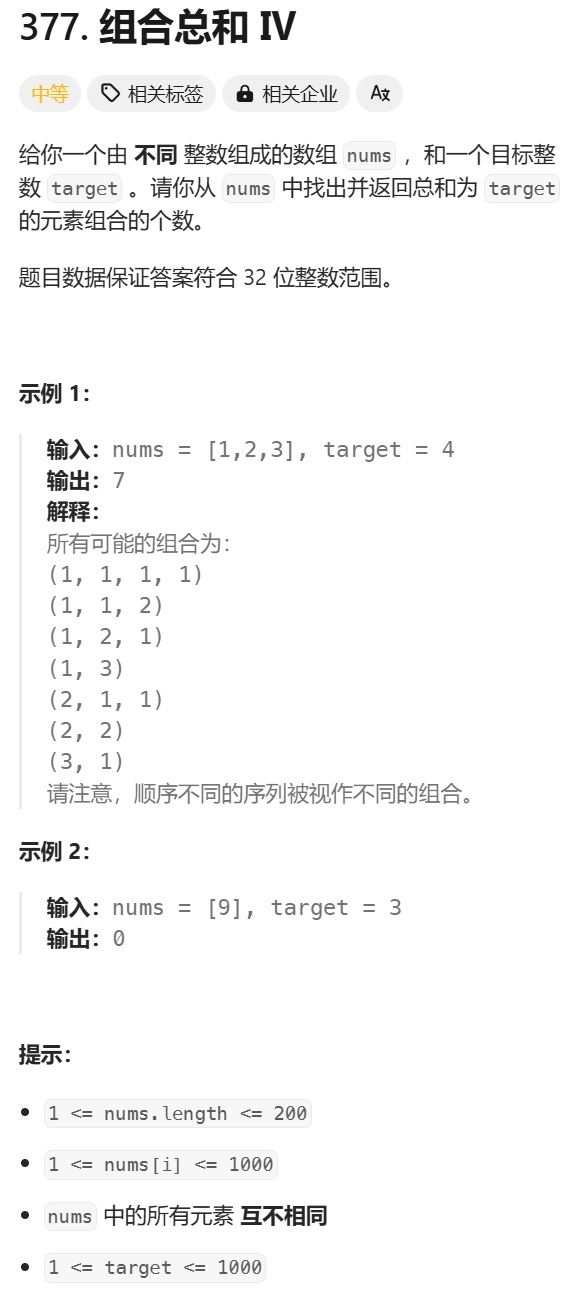 377. 组合总和 IV
中等 相关标签 相关企业 Aあ
给你一个由 不同 整数组成的数组 nums ，和一个目标整
数 target 。请你从 nums 中找出并返回总和为 target
的元素组合的个数。
题目数据保证答案符合 32 位整数范围。
示例 1：
输入：nums = [1,2,3], target = 4
输出：7
解释：
所有可能的组合为：
(1, 1, 1, 1)
(1, 1, 2)
(1, 2, 1)
(1, 3)
(2, 1, 1)
(2, 2)
(3, 1)
请注意，顺序不同的序列被视作不同的组合。
示例 2：
输入：nums = [9], target = 3
输出：0
提示：
1 <= nums.length <= 200
1 <= nums[i] <= 1000
nums 中的所有元素 互不相同
1 <= target <= 1000